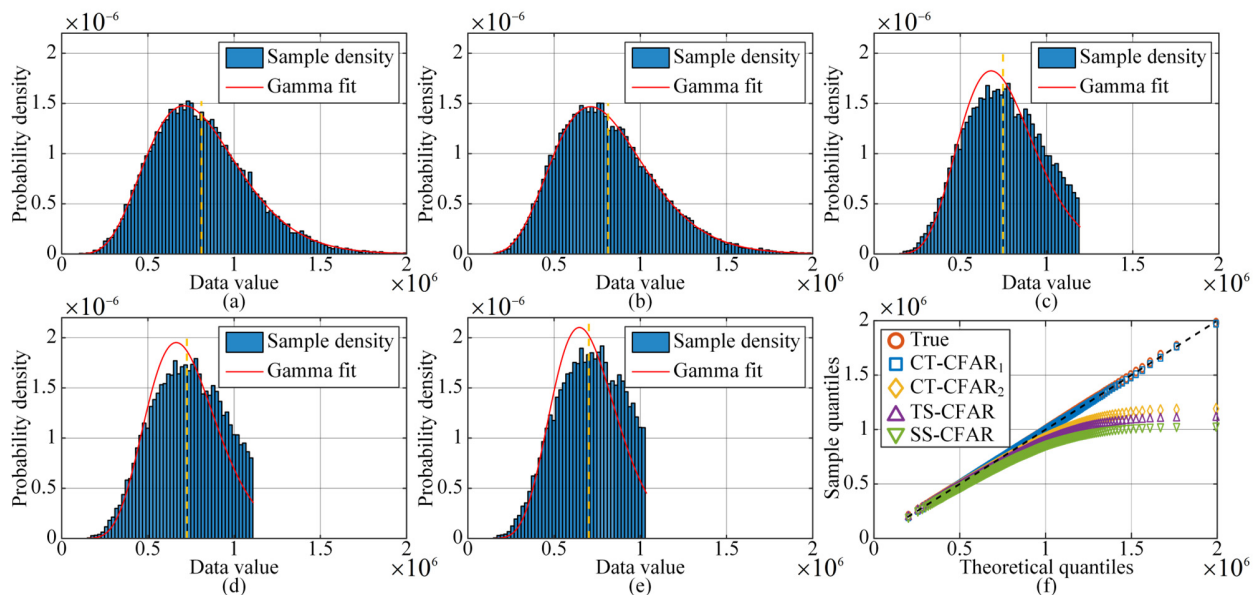 ×10⁻⁶
Probability density
2
1.5
1
0.5
0
Sample density
Gamma fit
0
0.5
1
1.5
2
Data value
×10⁶
(a)
×10⁻⁶
Probability density
2
1.5
1
0.5
0
Sample density
Gamma fit
0
0.5
1
1.5
2
Data value
×10⁶
(b)
×10⁻⁶
Probability density
2
1.5
1
0.5
0
Sample density
Gamma fit
0
0.5
1
1.5
2
Data value
×10⁶
(c)
×10⁻⁶
Probability density
2
1.5
1
0.5
0
Sample density
Gamma fit
0
0.5
1
1.5
2
Data value
×10⁶
(d)
×10⁻⁶
Probability density
2
1.5
1
0.5
0
Sample density
Gamma fit
0
0.5
1
1.5
2
Data value
×10⁶
(e)
×10⁶
Sample quantiles
2
1.5
1
0.5
0
True
CT-CFAR₁
CT-CFAR₂
TS-CFAR
SS-CFAR
0
0.5
1
1.5
2
Theoretical quantiles
×10⁶
(f)